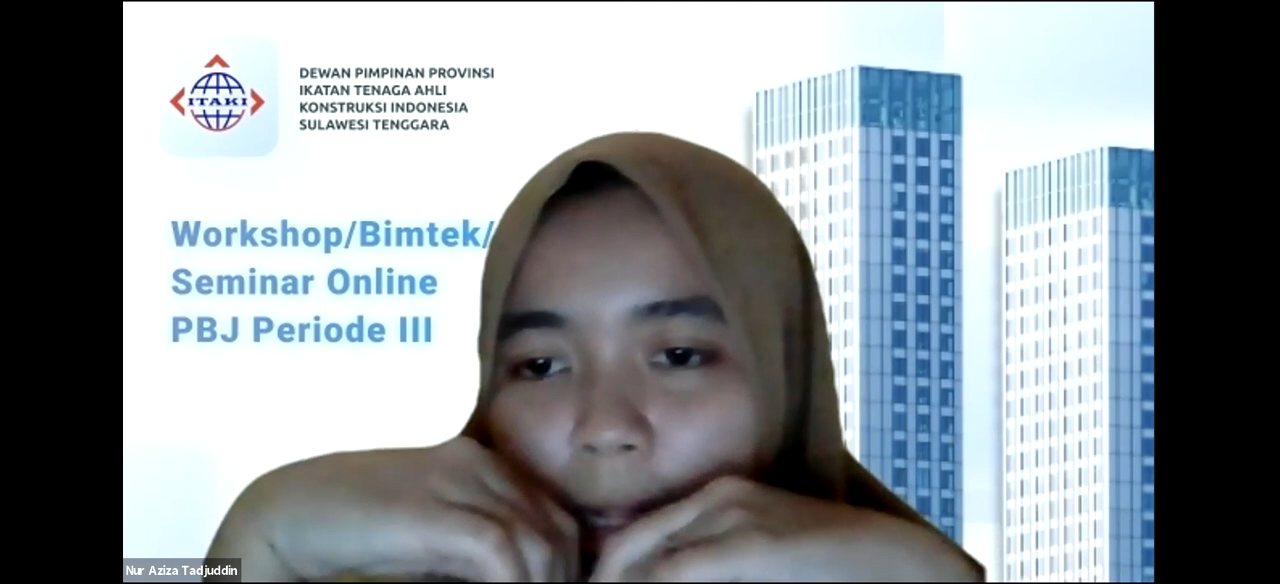 ITAKI
DEWAN PIMPINAN PROVINSI
IKATAN TENAGA AHLI
KONSTRUKSI INDONESIA
SULAWESI TENGGARA
Workshop/Bimtek/
Seminar Online
PBJ Periode III
Nur Aziza Tadjuddin